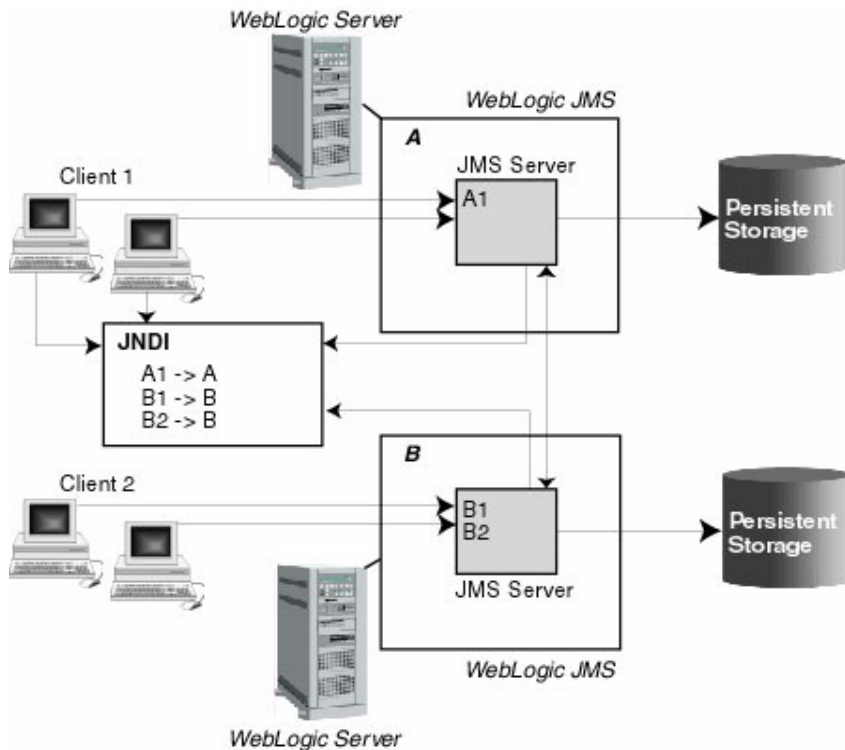 WebLogic Server
WebLogic JMS
A
JMS Server
Client 1
A1
Persistent
Storage
JNDI
A1 -> A
B1 -> B
B2 -> B
B
Client 2
B1
B2
Persistent
Storage
JMS Server
WebLogic JMS
WebLogic Server